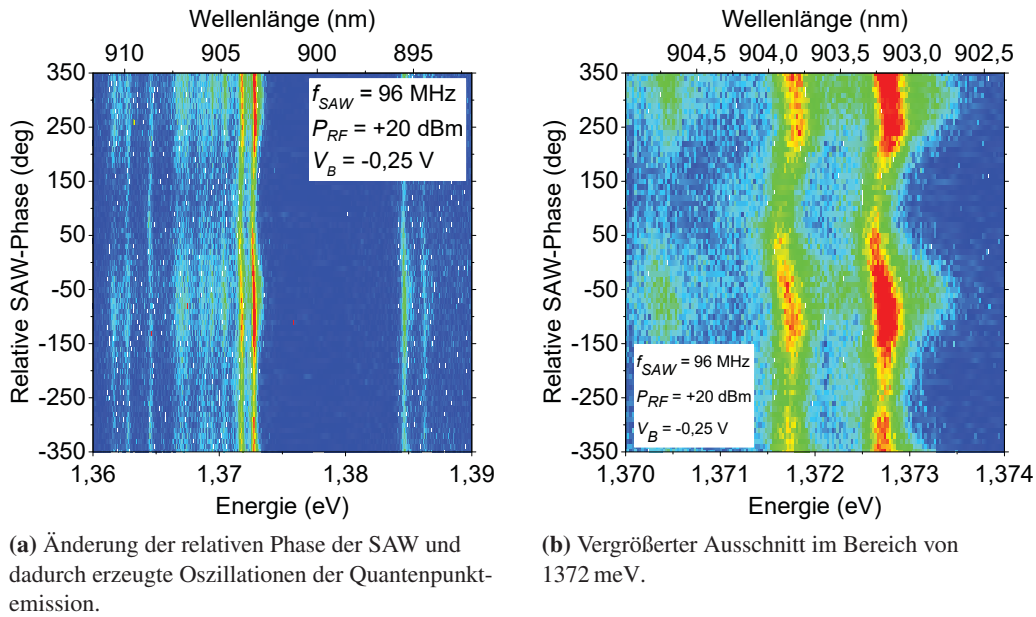 Wellenlänge (nm)
910 905 900 895
350
250
150
50
-50
-150
-250
-350
Relative SAW-Phase (deg)
f_SAW = 96 MHz
P_RF = +20 dBm
V_B = -0,25 V
1,36 1,37 1,38 1,39
Energie (eV)
(a) Änderung der relativen Phase der SAW und
dadurch erzeugte Oszillationen der Quantenpunkt-
emission.
Wellenlänge (nm)
904,5 904,0 903,5 903,0 902,5
350
250
150
50
-50
-150
-250
-350
Relative SAW-Phase (deg)
f_SAW = 96 MHz
P_RF = +20 dBm
V_B = -0,25 V
1,370 1,371 1,372 1,373 1,374
Energie (eV)
(b) Vergrößerter Ausschnitt im Bereich von
1372 meV.